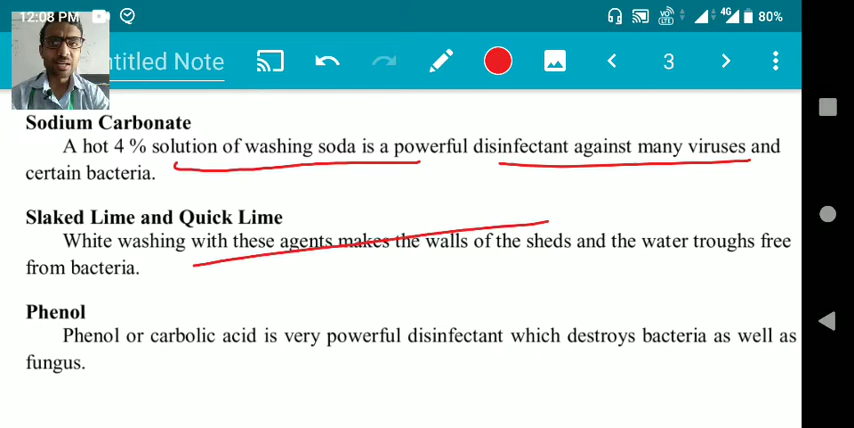 12:08 PM
4G
VO
LTE
80%
ntitled Note
3
Sodium Carbonate
A hot 4 % solution of washing soda is a powerful disinfectant against many viruses and
certain bacteria.
Slaked Lime and Quick Lime
White washing with these agents makes the walls of the sheds and the water troughs free
from bacteria.
Phenol
Phenol or carbolic acid is very powerful disinfectant which destroys bacteria as well as
fungus.